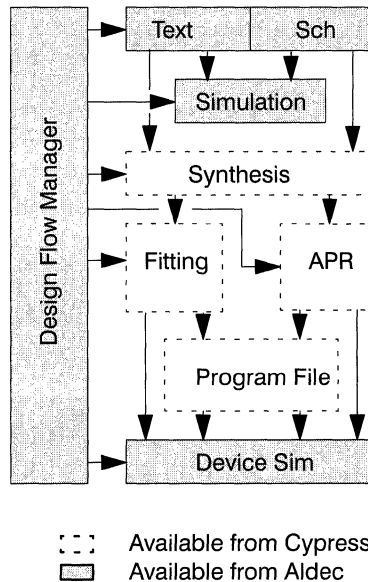 Design Flow Manager
Text
Sch
Simulation
Synthesis
Fitting
APR
Program File
Device Sim
Available from Cypress
Available from Aldec